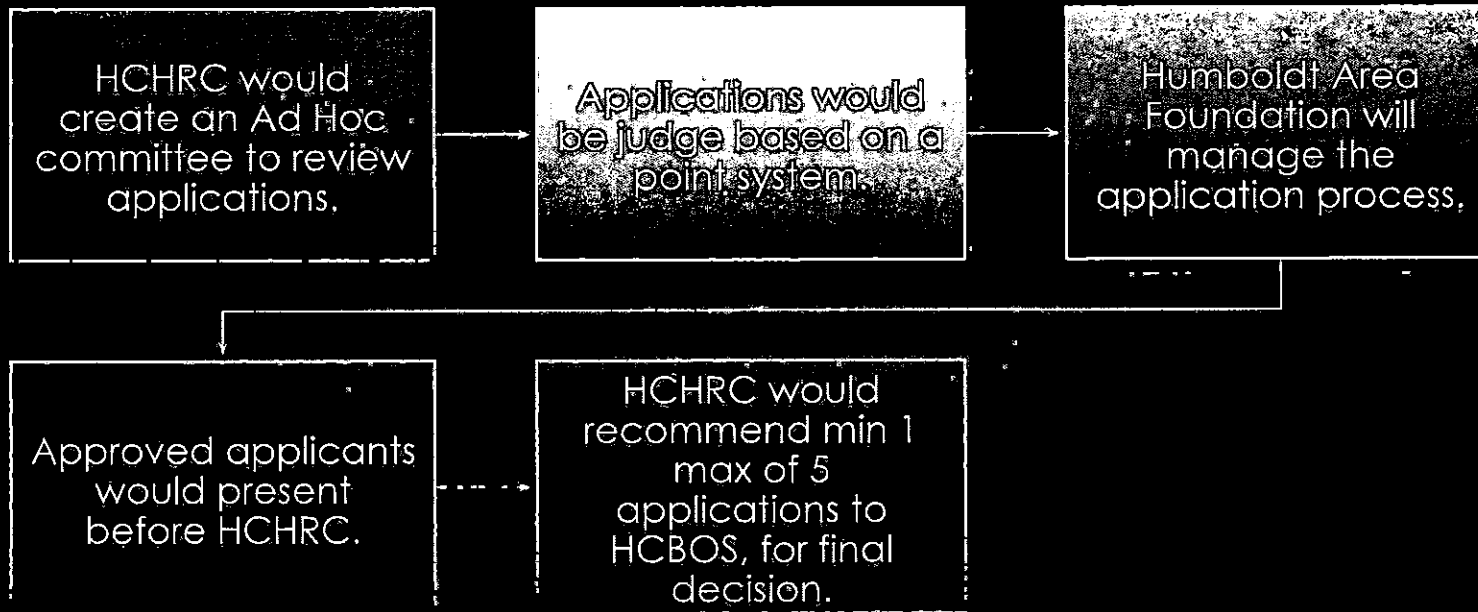 HCHRC would
create an Ad Hoc
committee to review
applications.
Applications would
be judge based on a
point system.
Humboldt Area
Foundation will
manage the
application process.
Approved applicants
would present
before HCHRC.
HCHRC would
recommend min 1
max of 5
applications to
HCBOS, for final
decision.